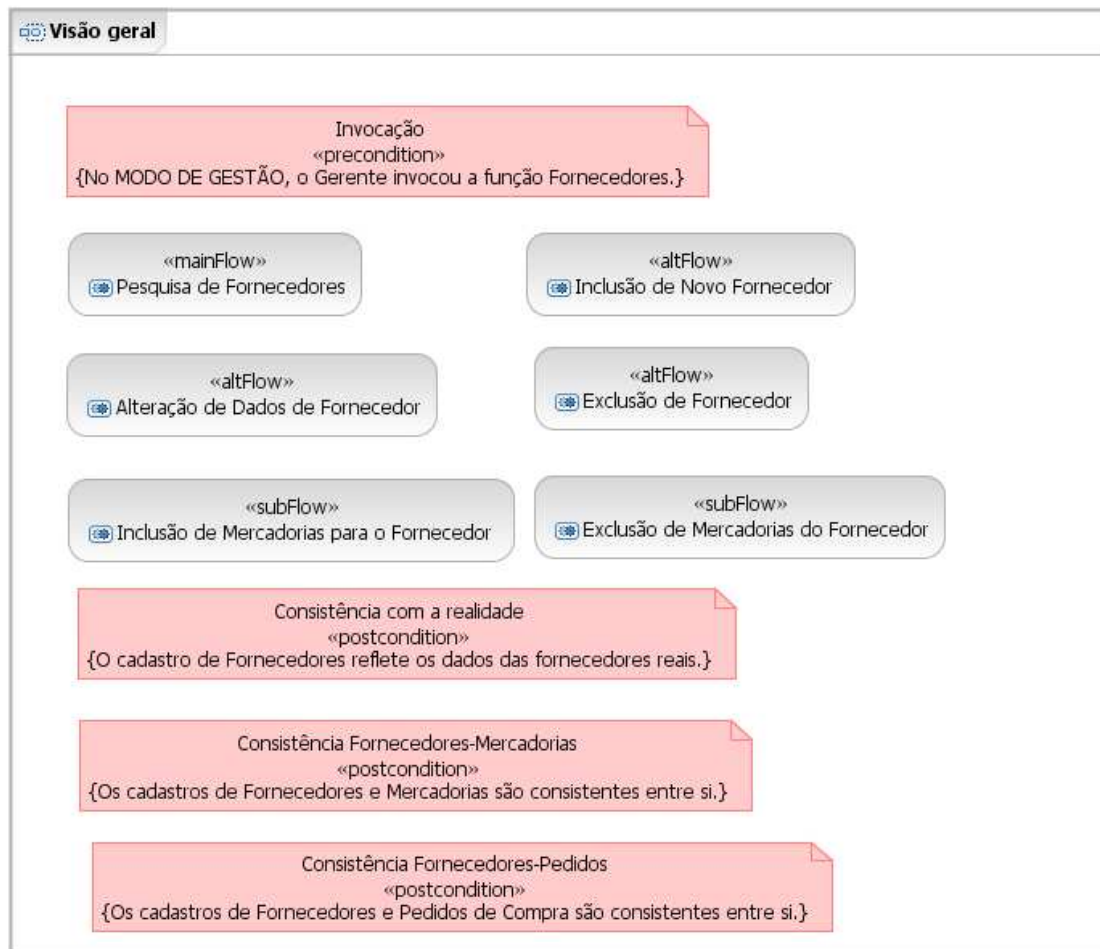 Visão geral
Invocação
«precondition»
{No MODO DE GESTÃO, o Gerente invocou a função Fornecedores.}
«mainFlow»
Pesquisa de Fornecedores
«altFlow»
Inclusão de Novo Fornecedor
«altFlow»
Alteração de Dados de Fornecedor
«altFlow»
Exclusão de Fornecedor
«subFlow»
Inclusão de Mercadorias para o Fornecedor
«subFlow»
Exclusão de Mercadorias do Fornecedor
Consistência com a realidade
«postcondition»
{O cadastro de Fornecedores reflete os dados das fornecedores reais.}
Consistência Fornecedores-Mercadorias
«postcondition»
{Os cadastros de Fornecedores e Mercadorias são consistentes entre si.}
Consistência Fornecedores-Pedidos
«postcondition»
{Os cadastros de Fornecedores e Pedidos de Compra são consistentes entre si.}